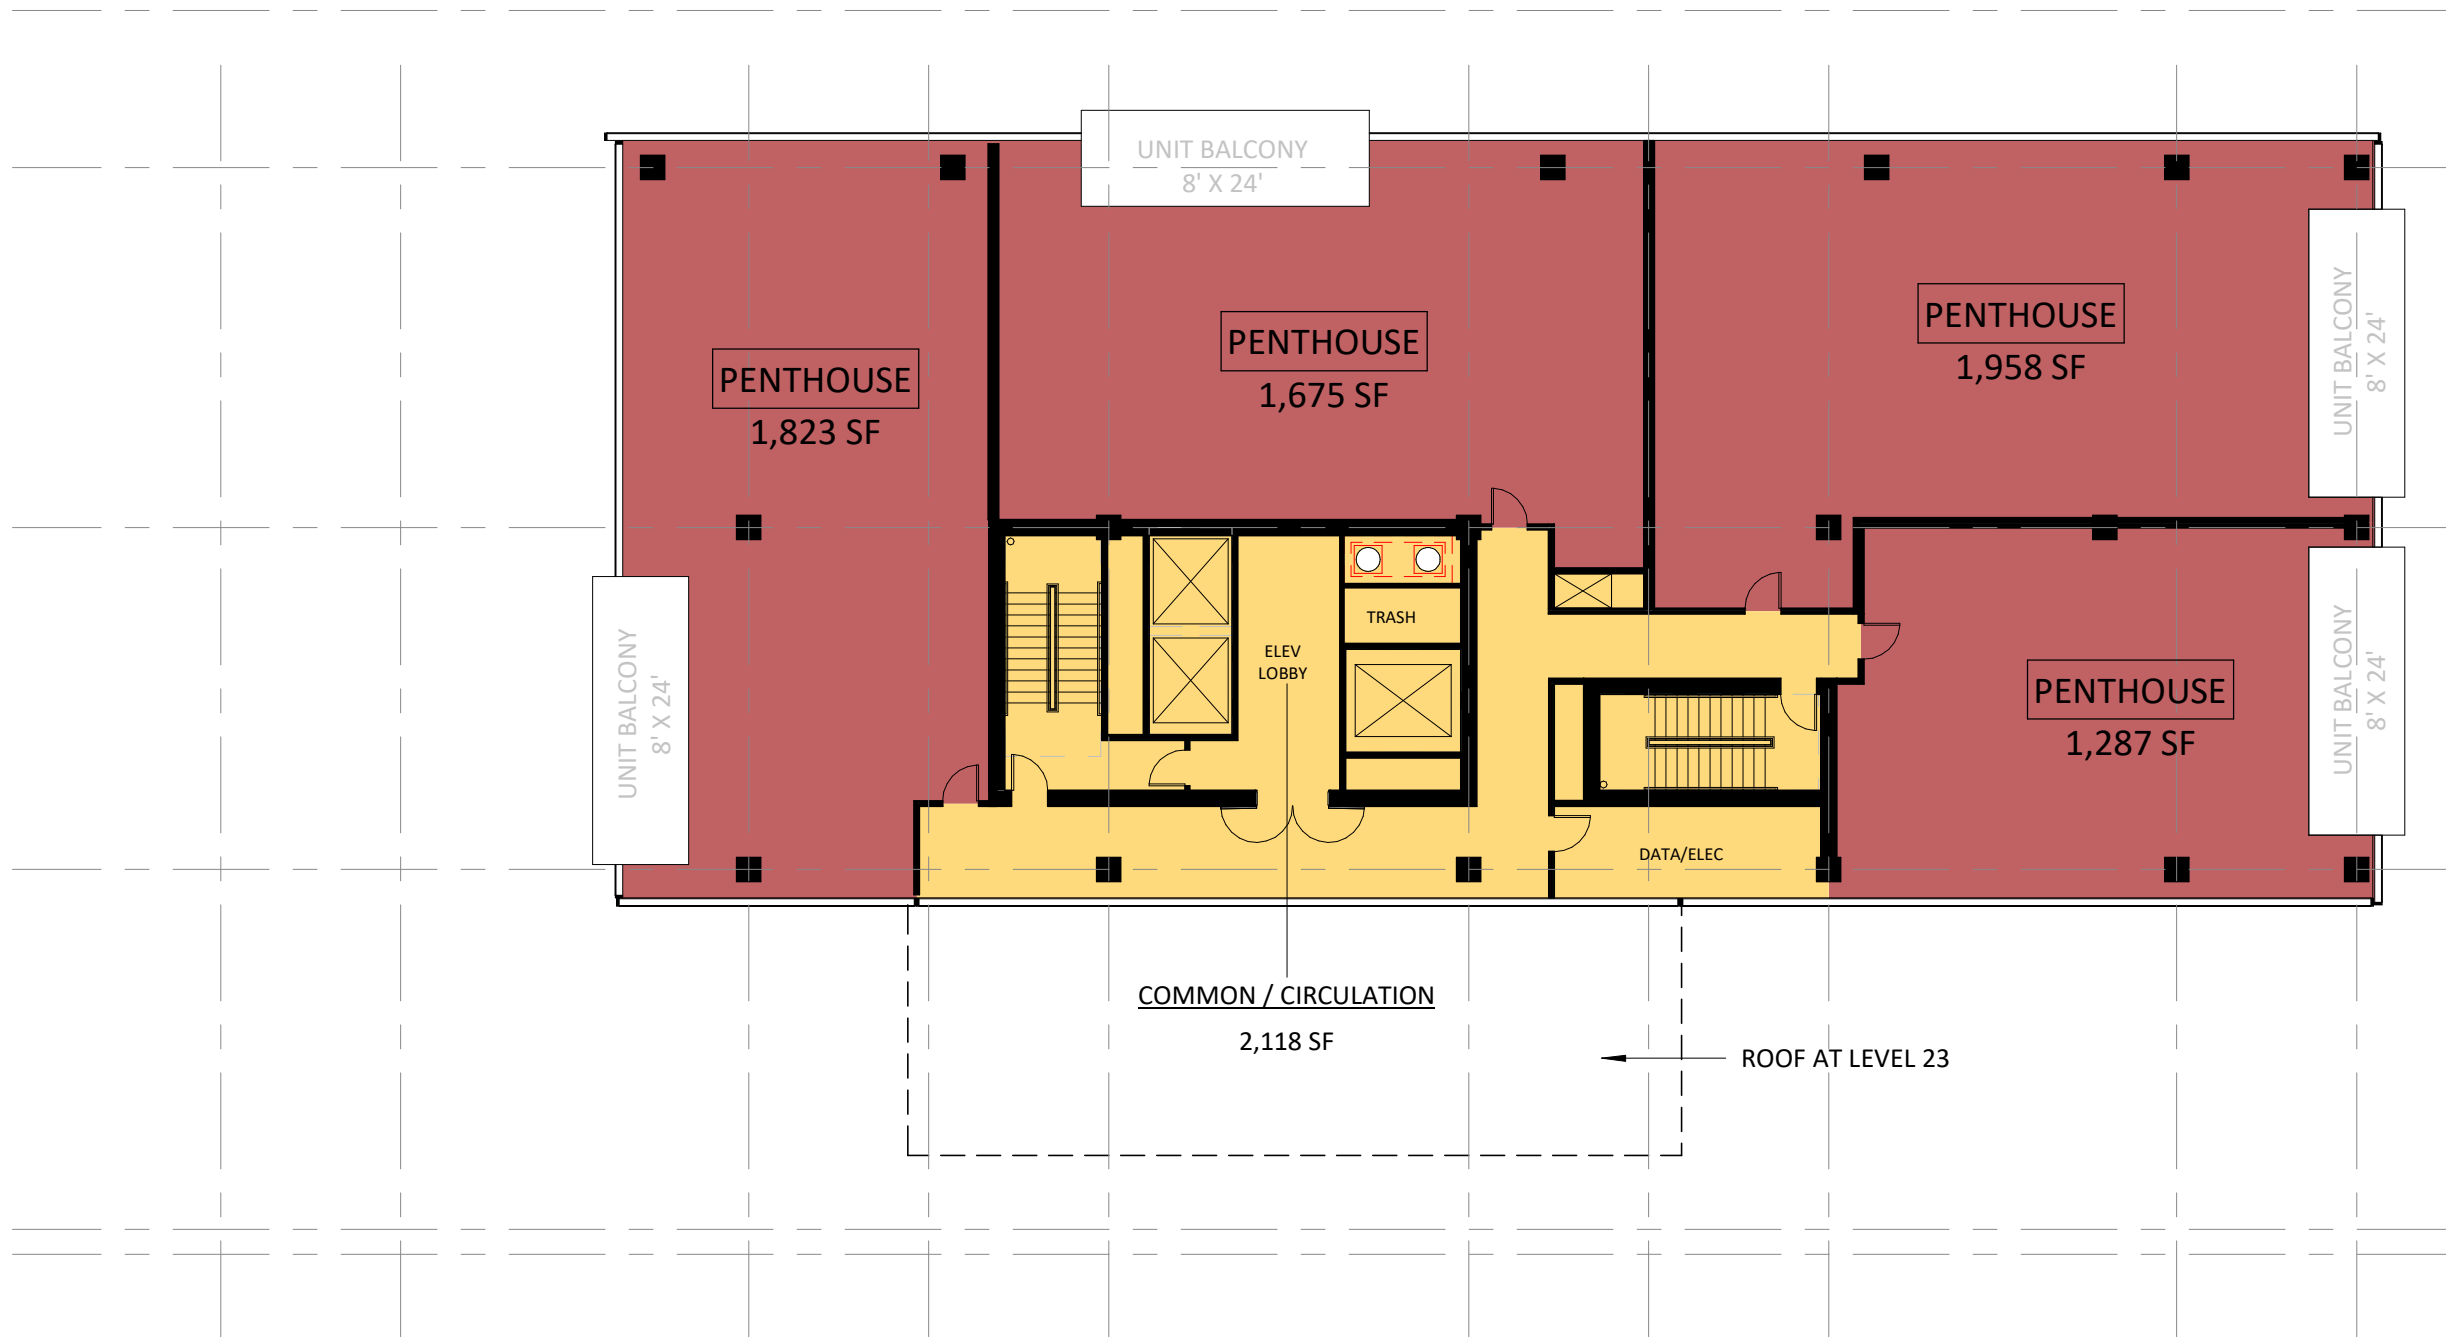 UNIT BALCONY
8' X 24'
PENTHOUSE
1,823 SF
PENTHOUSE
1,675 SF
PENTHOUSE
1,958 SF
UNIT BALCONY
8' X 24'
UNIT BALCONY
8' X 24'
TRASH
ELEV
LOBBY
PENTHOUSE
1,287 SF
UNIT BALCONY
8' X 24'
DATA/ELEC
COMMON / CIRCULATION
2,118 SF
ROOF AT LEVEL 23